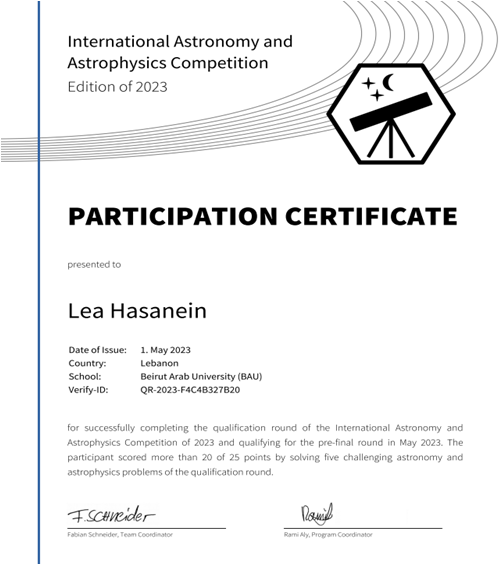 International Astronomy and
Astrophysics Competition
Edition of 2023
PARTICIPATION CERTIFICATE
presented to
Lea Hasanein
Date of Issue: 1. May 2023
Country: Lebanon
School: Beirut Arab University (BAU)
Verify-ID: QR-2023-F4C4B327B20
for successfully completing the qualification round of the International Astronomy and
Astrophysics Competition of 2023 and qualifying for the pre-final round in May 2023. The
participant scored more than 20 of 25 points by solving five challenging astronomy and
astrophysics problems of the qualification round.
F.Schneider
Fabian Schneider, Team Coordinator
Rami Aly, Program Coordinator